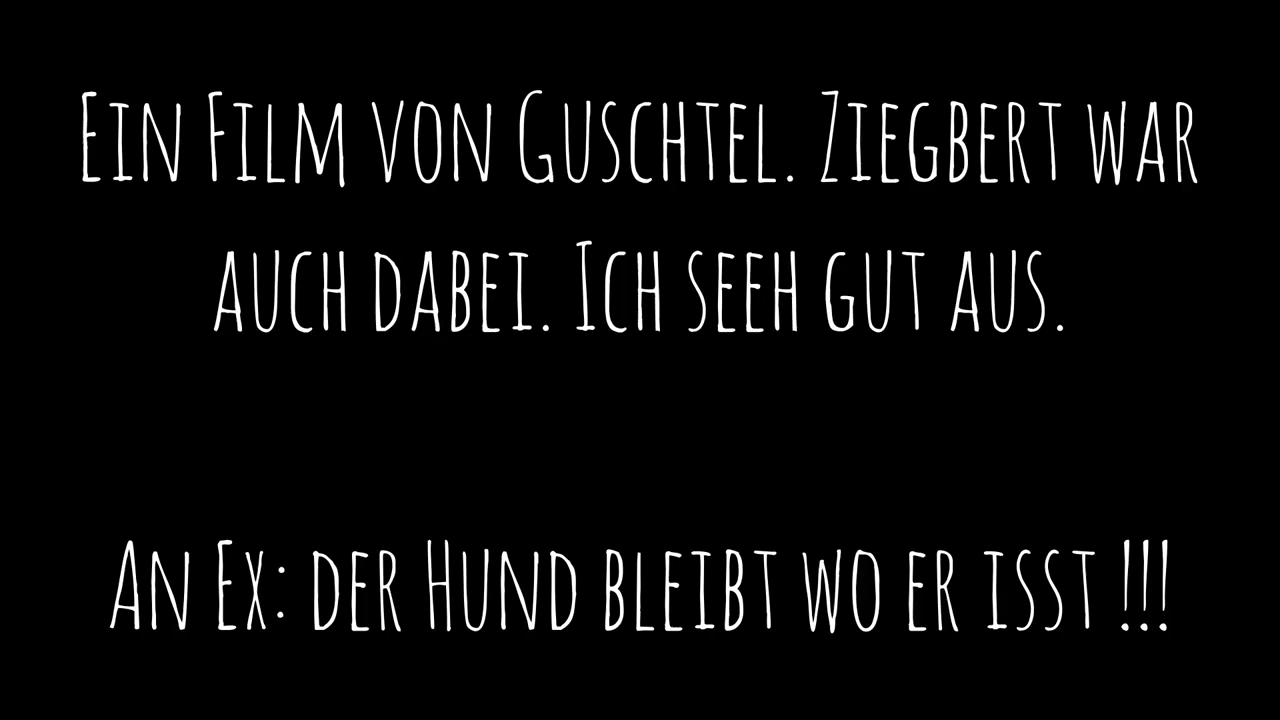 Ein Film von Guschtel. Ziegbert war
auch dabei. Ich seeh gut aus.
An Ex: der Hund bleibt wo er isst !!!